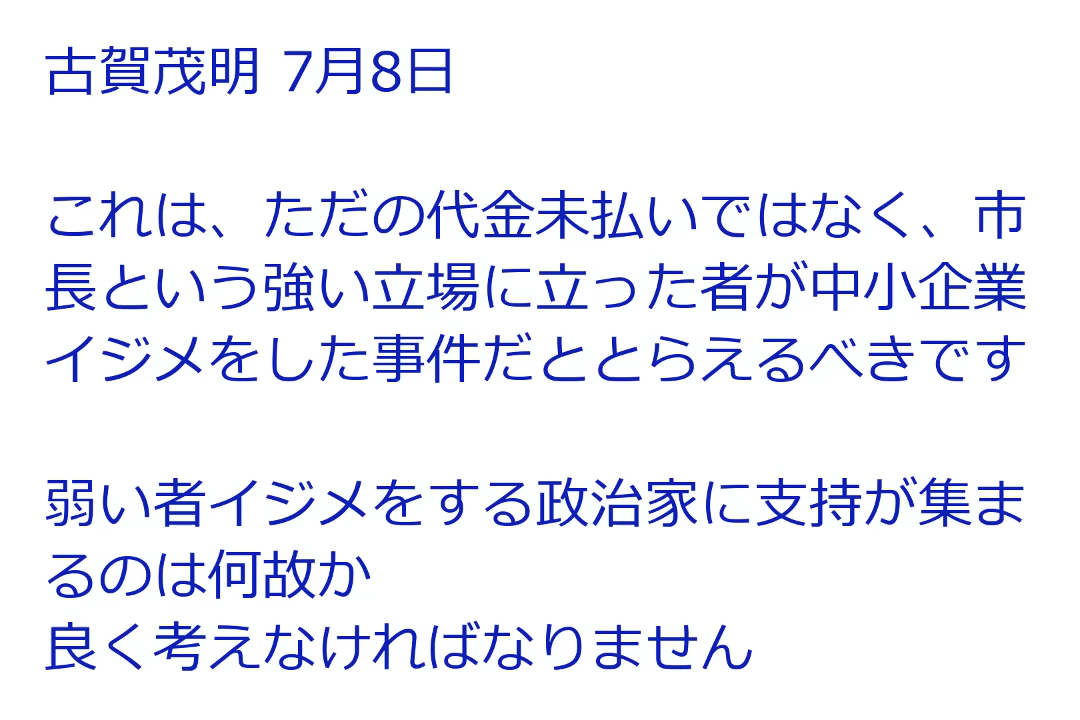 古賀茂明 7月8日
これは、ただの代金未払いではなく、市
長という強い立場に立った者が中小企業
イジメをした事件だととらえるべきです
弱い者イジメをする政治家に支持が集ま
るのは何故か
良く考えなければなりません